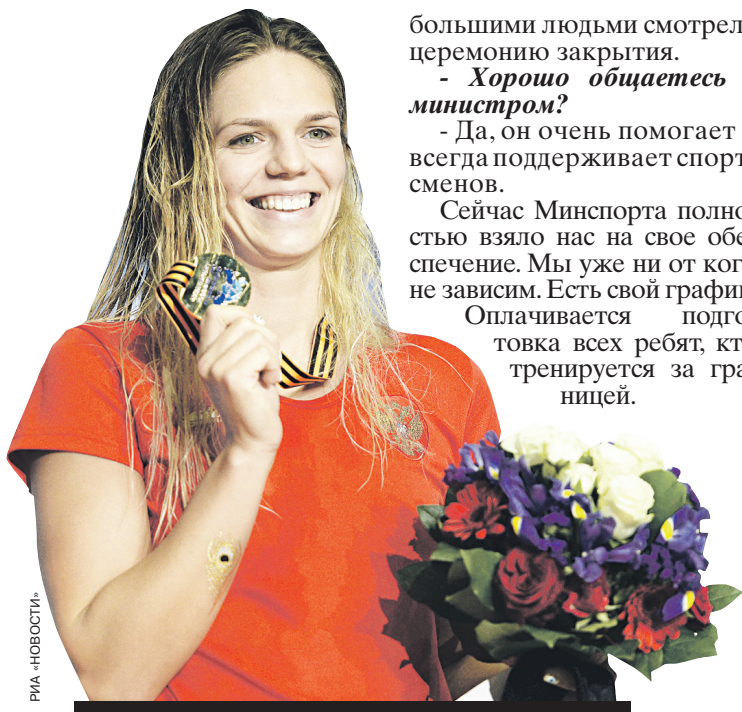 большими людьми смотрел
церемонию закрытия.
- Хорошо общаетесь
министром?
- Да, он очень помогает
всегда поддерживает спорт
сменов.
Сейчас Минспорта полно
стью взяло нас на свое обе
спечение. Мы уже ни от ког
не зависим. Есть свой графи
Оплачивается подго
товка всех ребят, кт
тренируется за гра
ницей.
РИА «НОВОСТИ»